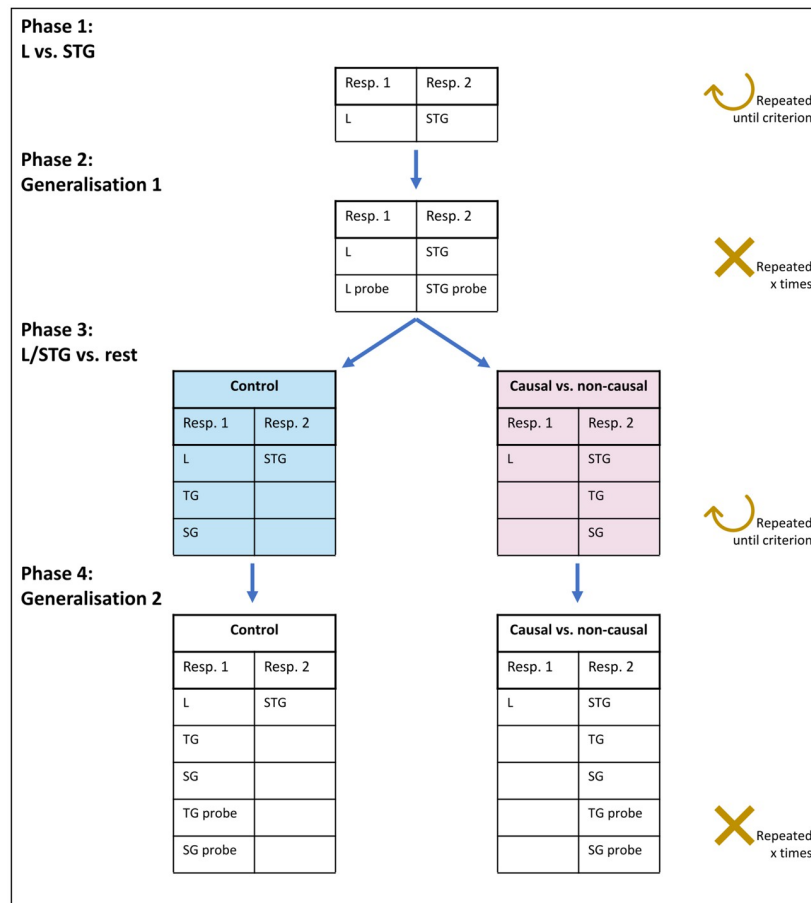 Phase 1:
L vs. STG
Resp. 1 Resp. 2
L STG
Repeated
until criterion
Phase 2:
Generalisation 1
Resp. 1 Resp. 2
L STG
L probe STG probe
Repeated
x times
Phase 3:
L/STG vs. rest
Control Causal vs. non-causal
Resp. 1 Resp. 2 Resp. 1 Resp. 2
L STG L STG
TG TG
SG SG
Repeated
until criterion
Phase 4:
Generalisation 2
Control Causal vs. non-causal
Resp. 1 Resp. 2 Resp. 1 Resp. 2
L STG L STG
TG TG
SG SG
TG probe TG probe
SG probe SG probe
Repeated
x times